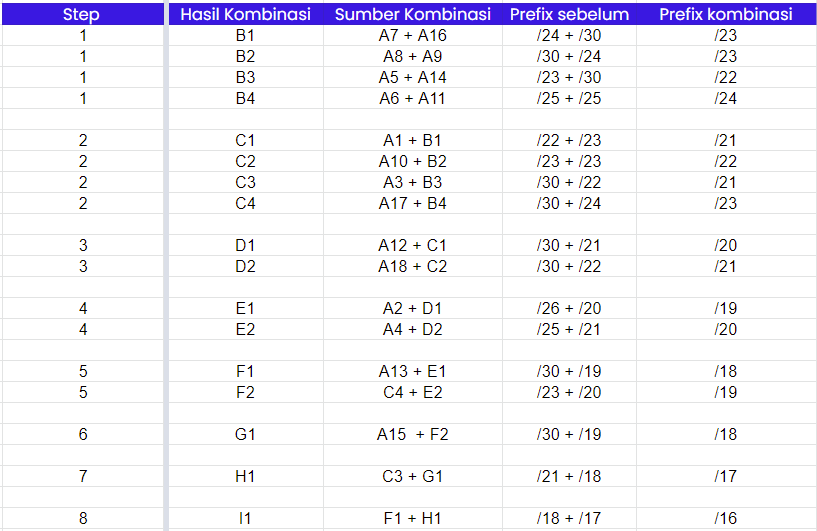 Step Hasil Kombinasi Sumber Kombinasi Prefix sebelum Prefix kombinasi
1 B1 A7 + A16 /24 + /30 /23
1 B2 A8 + A9 /30 + /24 /23
1 B3 A5 + A14 /23 + /30 /22
1 B4 A6 + A11 /25 + /25 /24
2 C1 A1 + B1 /22 + /23 /21
2 C2 A10 + B2 /23 + /23 /22
2 C3 A3 + B3 /30 + /22 /21
2 C4 A17 + B4 /30 + /24 /23
3 D1 A12 + C1 /30 + /21 /20
3 D2 A18 + C2 /30 + /22 /21
4 E1 A2 + D1 /26 + /20 /19
4 E2 A4 + D2 /25 + /21 /20
5 F1 A13 + E1 /30 + /19 /18
5 F2 C4 + E2 /23 + /20 /19
6 G1 A15 + F2 /30 + /19 /18
7 H1 C3 + G1 /21 + /18 /17
8 I1 F1 + H1 /18 + /17 /16